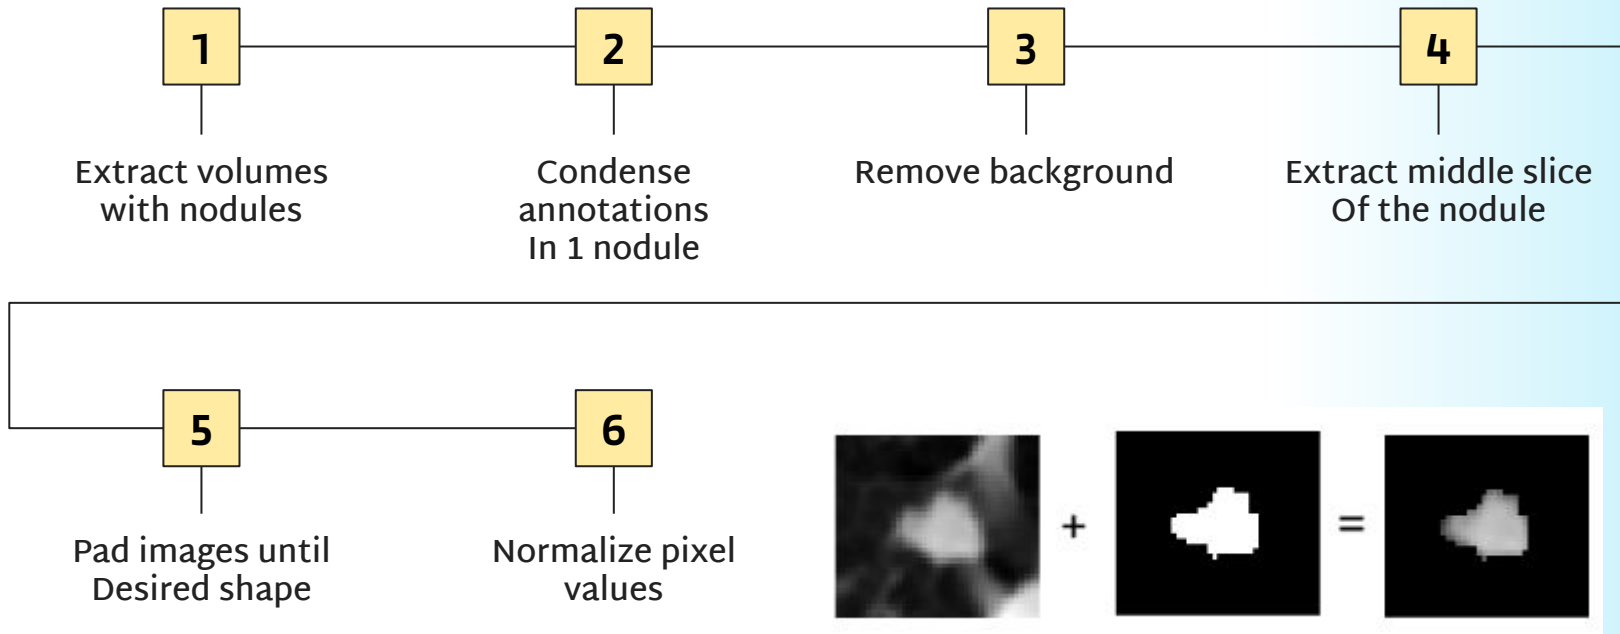 1
2
3
4
Extract volumes
with nodules
Condense
annotations
In 1 nodule
Remove background
Extract middle slice
Of the nodule
5
6
Pad images until
Desired shape
Normalize pixel
values
+
=